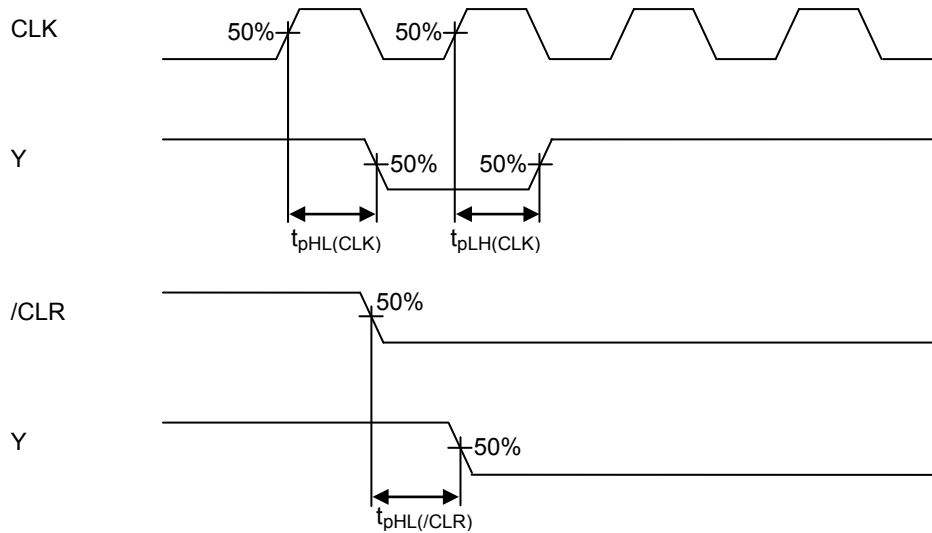 CLK
50%
50%
Y
50%
50%
tpHL(CLK)
tpLH(CLK)
/CLR
50%
Y
50%
tpHL(/CLR)